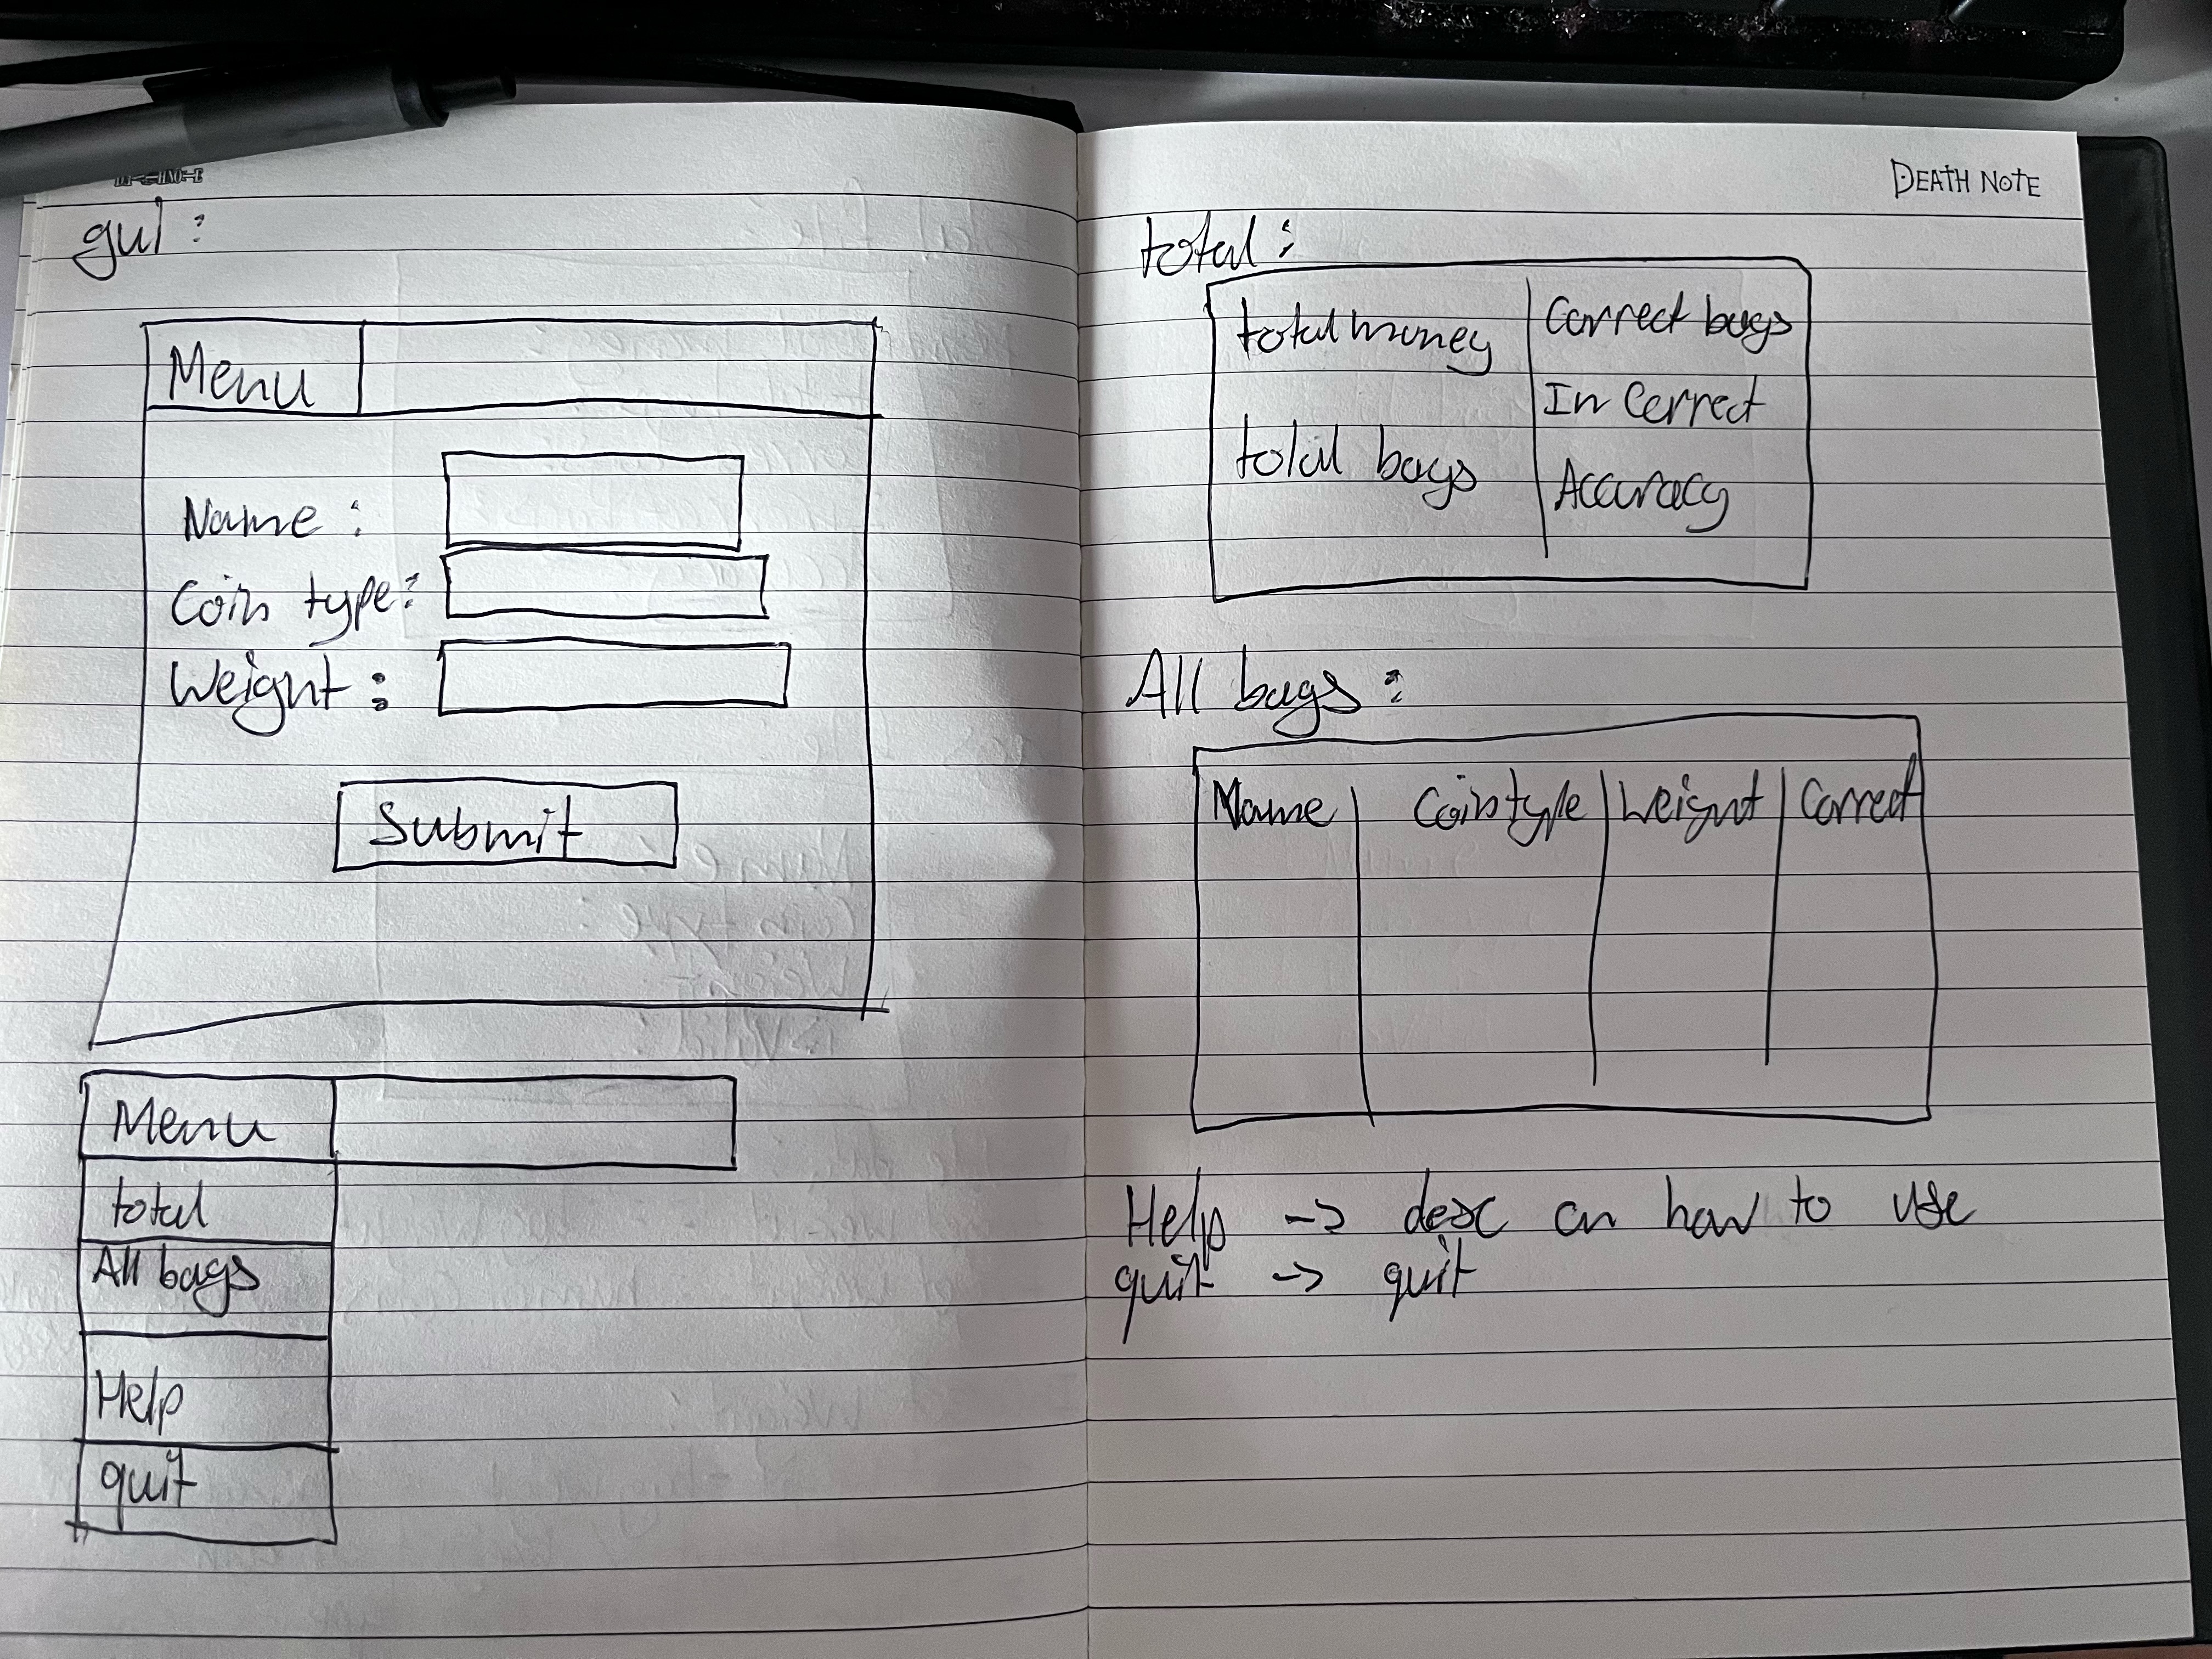 gui :
Menu
Name :
Coin type:
Weight :
Submit
Menu
total
All bags
Help
quit
DEATH NOTE
total :
total money
total bags
Correct bags
In Correct
Accuracy
All bags :
Name
Coin type
Weight
Correct
Help -> desc on how to use
quit -> quit